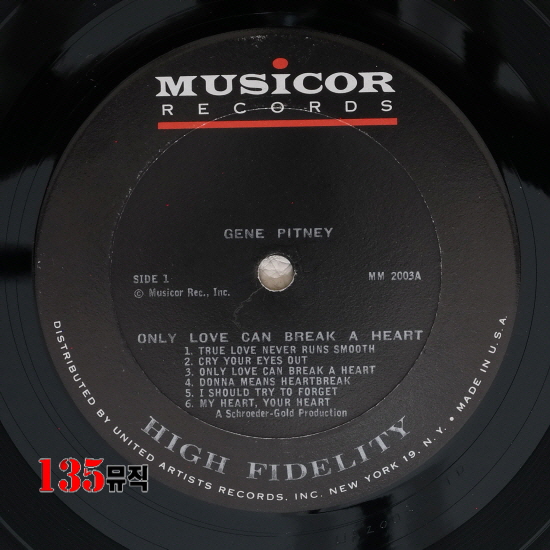 MUSICOR
RECORDS
GENE PITNEY
SIDE 1
MM 2003A
© Musicor Rec., Inc.
ONLY LOVE CAN BREAK A HEART
1. TRUE LOVE NEVER RUNS SMOOTH
2. CRY YOUR EYES OUT
3. ONLY LOVE CAN BREAK A HEART
4. DONNA MEANS HEARTBREAK
5. I SHOULD TRY TO FORGET
6. MY HEART, YOUR HEART
A Schroeder-Gold Production
HIGH FIDELITY
DISTRIBUTED BY UNITED ARTISTS RECORDS, INC. NEW YORK 19, N. Y. • MADE IN U. S. A.
135뮤직